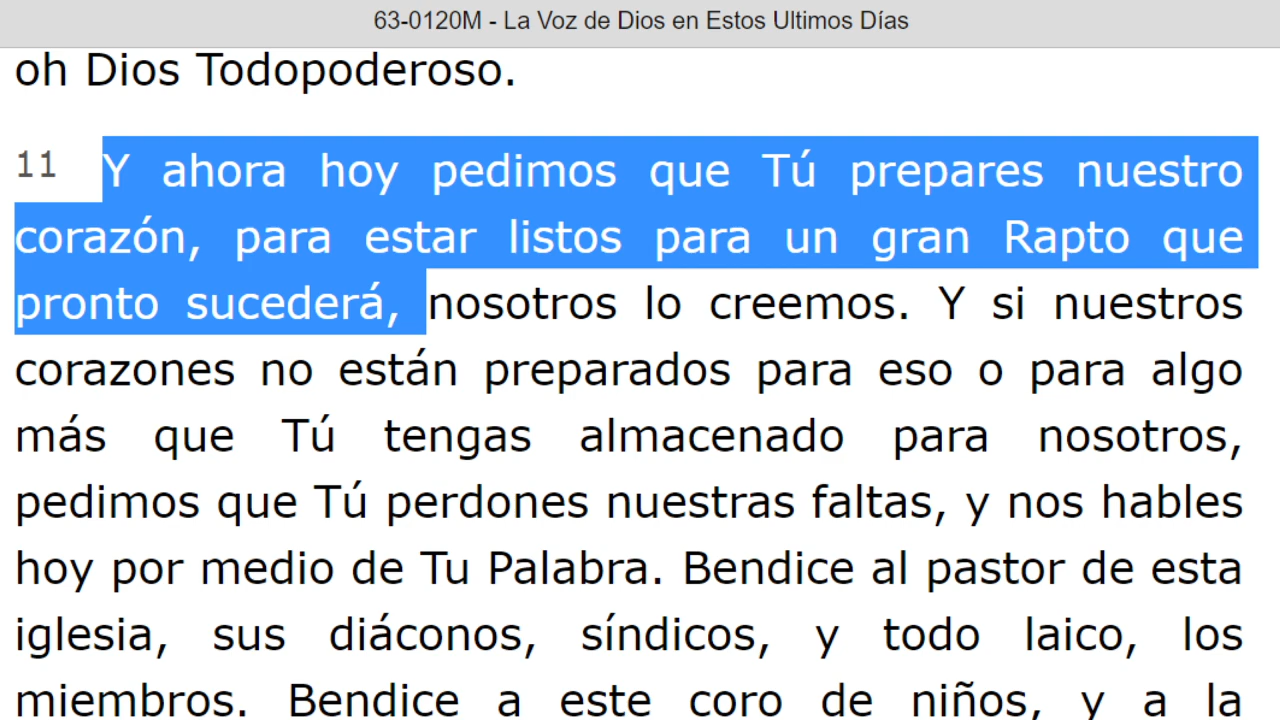 63-0120M - La Voz de Dios en Estos Ultimos Días
oh Dios Todopoderoso.
11 Y ahora hoy pedimos que Tú prepares nuestro
corazón, para estar listos para un gran Rapto que
pronto sucederá, nosotros lo creemos. Y si nuestros
corazones no están preparados para eso o para algo
más que Tú tengas almacenado para nosotros,
pedimos que Tú perdones nuestras faltas, y nos hables
hoy por medio de Tu Palabra. Bendice al pastor de esta
iglesia, sus diáconos, síndicos, y todo laico, los
miembros. Bendice a este coro de niños, y a la